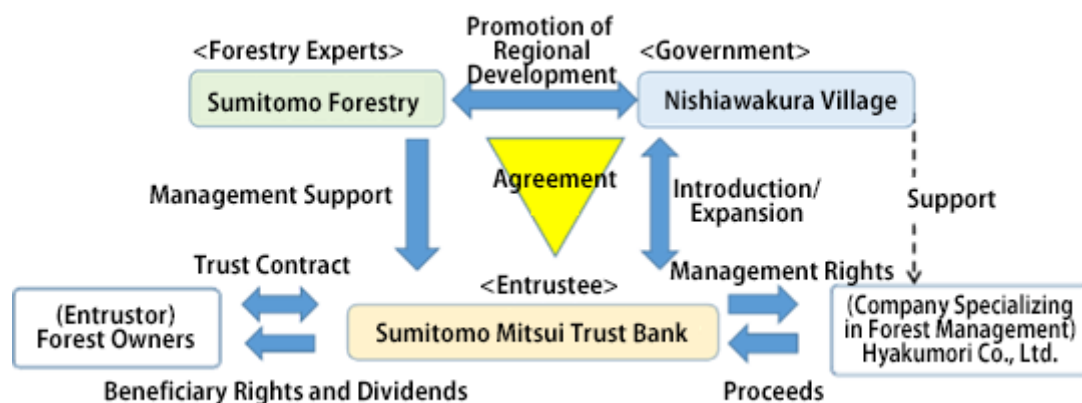 Promotion of
Regional
Development
<Forestry Experts>
<Government>
Sumitomo Forestry
Nishiawakura Village
Agreement
Management Support
Introduction/
Expansion
Support
Trust Contract
Management Rights
<Entrustee>
(Entrustor)
Forest Owners
Sumitomo Mitsui Trust Bank
(Company Specializing
in Forest Management)
Hyakumori Co., Ltd.
Beneficiary Rights and Dividends
Proceeds